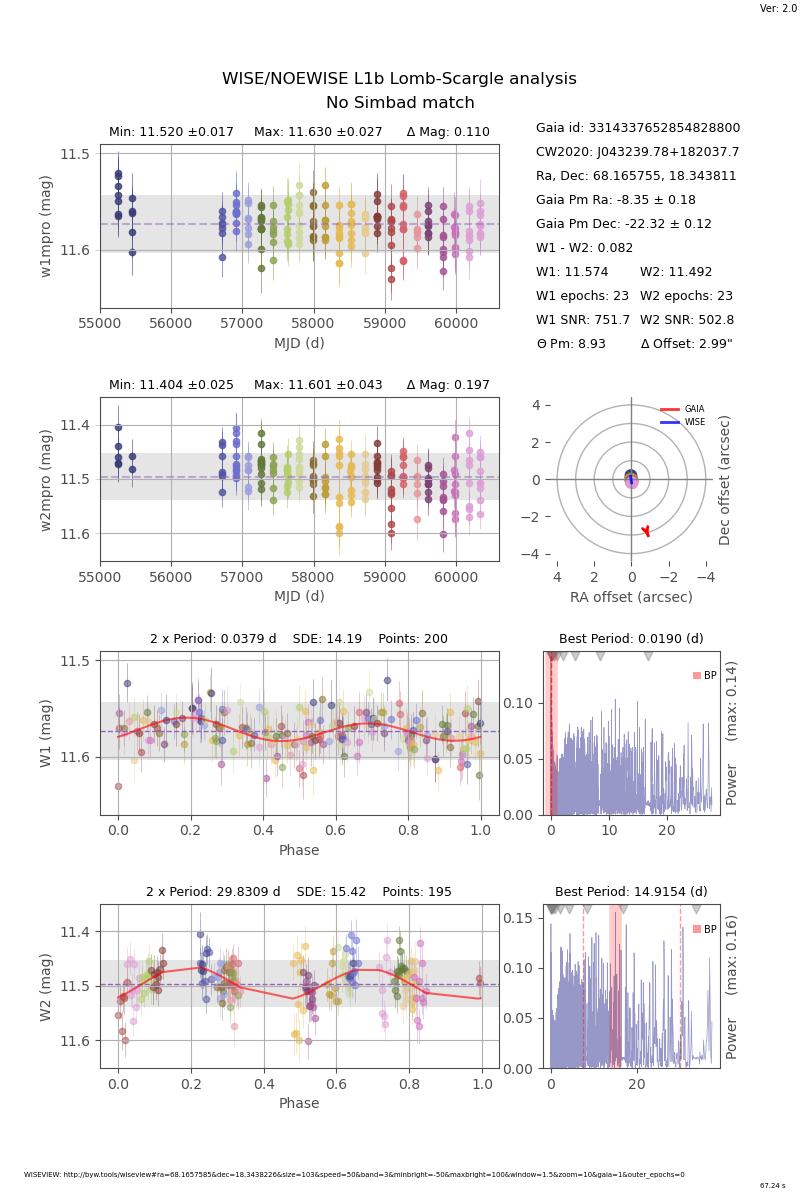 Ver: 2.0
WISE/NOEWISE L1b Lomb-Scargle analysis
No Simbad match
Min: 11.520 ±0.017 Max: 11.630 ±0.027 Δ Mag: 0.110
11.5
11.6
w1mpro (mag)
55000 56000 57000 58000 59000 60000
MJD (d)
Gaia id: 3314337652854828800
CW2020: J043239.78+182037.7
Ra, Dec: 68.165755, 18.343811
Gaia Pm Ra: -8.35 ± 0.18
Gaia Pm Dec: -22.32 ± 0.12
W1 - W2: 0.082
W1: 11.574 W2: 11.492
W1 epochs: 23 W2 epochs: 23
W1 SNR: 751.7 W2 SNR: 502.8
Θ Pm: 8.93 Δ Offset: 2.99"
Min: 11.404 ±0.025 Max: 11.601 ±0.043 Δ Mag: 0.197
11.4
11.5
11.6
w2mpro (mag)
55000 56000 57000 58000 59000 60000
MJD (d)
GAIA
WISE
4
2
0
−2
−4
Dec offset (arcsec)
4 2 0 −2 −4
RA offset (arcsec)
2 x Period: 0.0379 d SDE: 14.19 Points: 200
11.5
11.6
W1 (mag)
0.0 0.2 0.4 0.6 0.8 1.0
Phase
Best Period: 0.0190 (d)
BP
0.10
0.05
0.00
Power (max: 0.14)
0 10 20
2 x Period: 29.8309 d SDE: 15.42 Points: 195
11.4
11.5
11.6
W2 (mag)
0.0 0.2 0.4 0.6 0.8 1.0
Phase
Best Period: 14.9154 (d)
BP
0.15
0.10
0.05
0.00
Power (max: 0.16)
0 20
WISEVIEW: http://byw.tools/wiseview#ra=68.1657585&dec=18.3438226&size=103&speed=50&band=3&minbright=-50&maxbright=100&window=1.5&zoom=10&gaia=1&outer_epochs=0
67.24 s